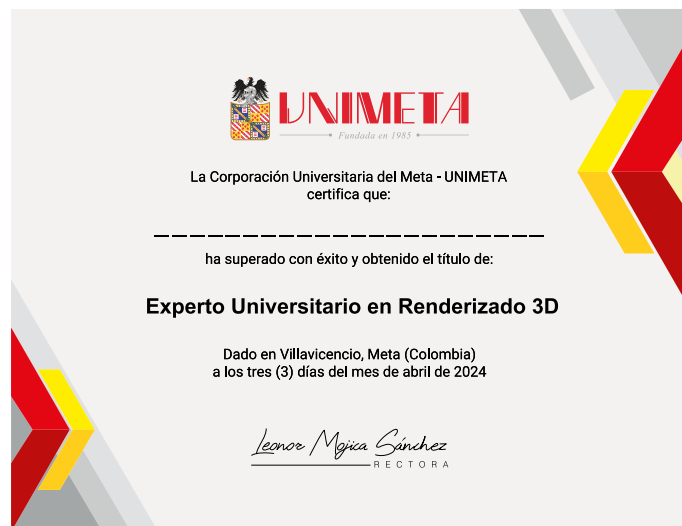 UNIMETA
Fundada en 1985
La Corporación Universitaria del Meta - UNIMETA
certifica que:
ha superado con éxito y obtenido el título de:
Experto Universitario en Renderizado 3D
Dado en Villavicencio, Meta (Colombia)
a los tres (3) días del mes de abril de 2024
Leonor Mojica Sánchez
RECTORA